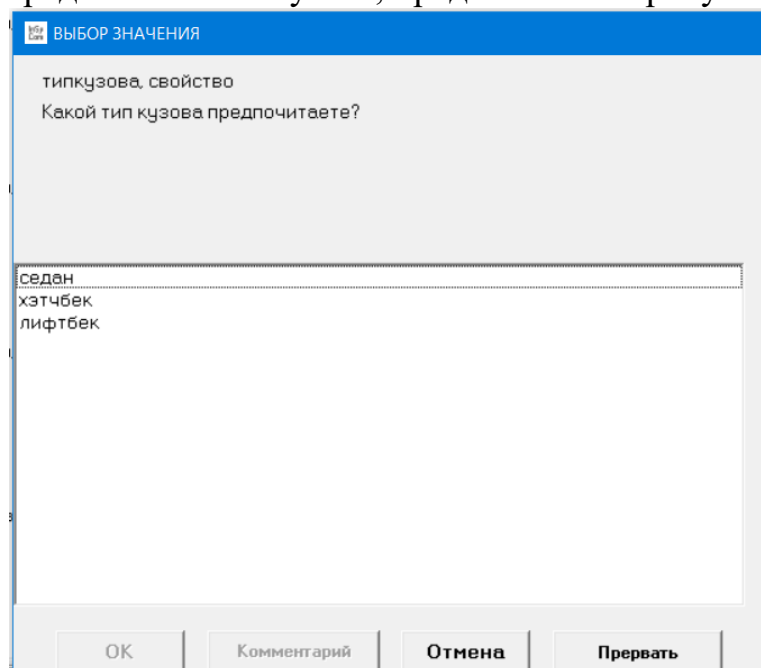 ВЫБОР ЗНАЧЕНИЯ
типкузова, свойство
Какой тип кузова предпочитаете?
седан
хэтчбек
лифтбек
OK Комментарий Отмена Прервать